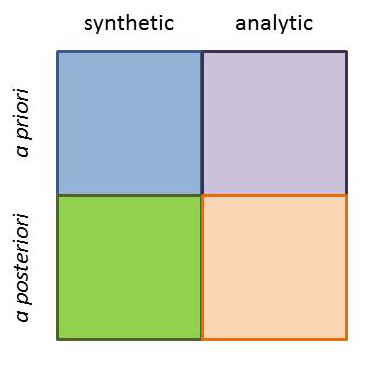 synthetic analytic
a priori
a posteriori